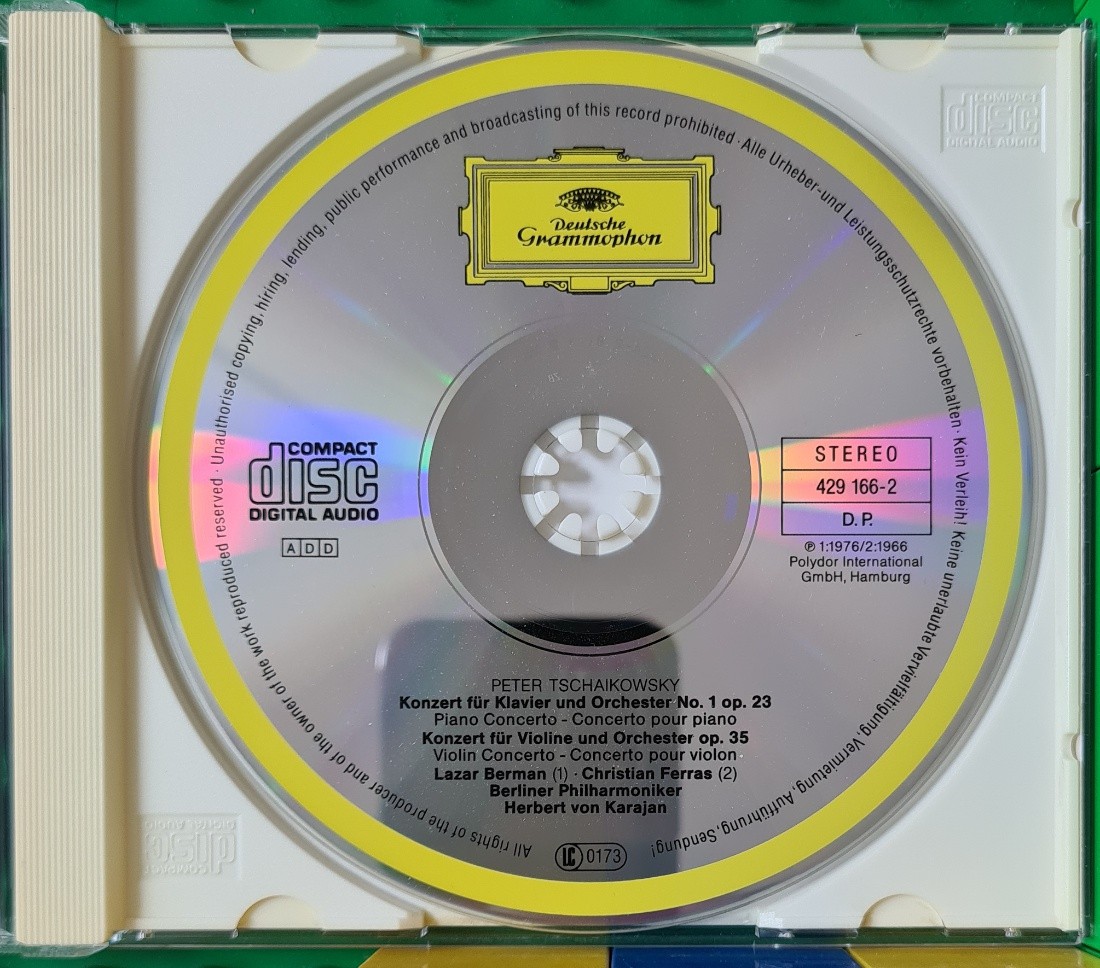 All rights of the producer and of the owner of the work reproduced reserved · Unauthorised copying, hiring, lending, public performance and broadcasting of this record prohibited · Alle Urheber- und Leistungsschutzrechte vorbehalten · Kein Verleih! Keine unerlaubte Vervielfältigung, Vermietung, Aufführung, Sendung!
Deutsche
Grammophon
COMPACT
disc
DIGITAL AUDIO
COMPACT
disc
DIGITAL AUDIO
A D D
STEREO
429 166-2
D. P.
℗ 1:1976/2:1966
Polydor International
GmbH, Hamburg
PETER TSCHAIKOWSKY
Konzert für Klavier und Orchester No. 1 op. 23
Piano Concerto - Concerto pour piano
Konzert für Violine und Orchester op. 35
Violin Concerto - Concerto pour violon
Lazar Berman (1) · Christian Ferras (2)
Berliner Philharmoniker
Herbert von Karajan
LC 0173
COMPACT
disc
DIGITAL AUDIO